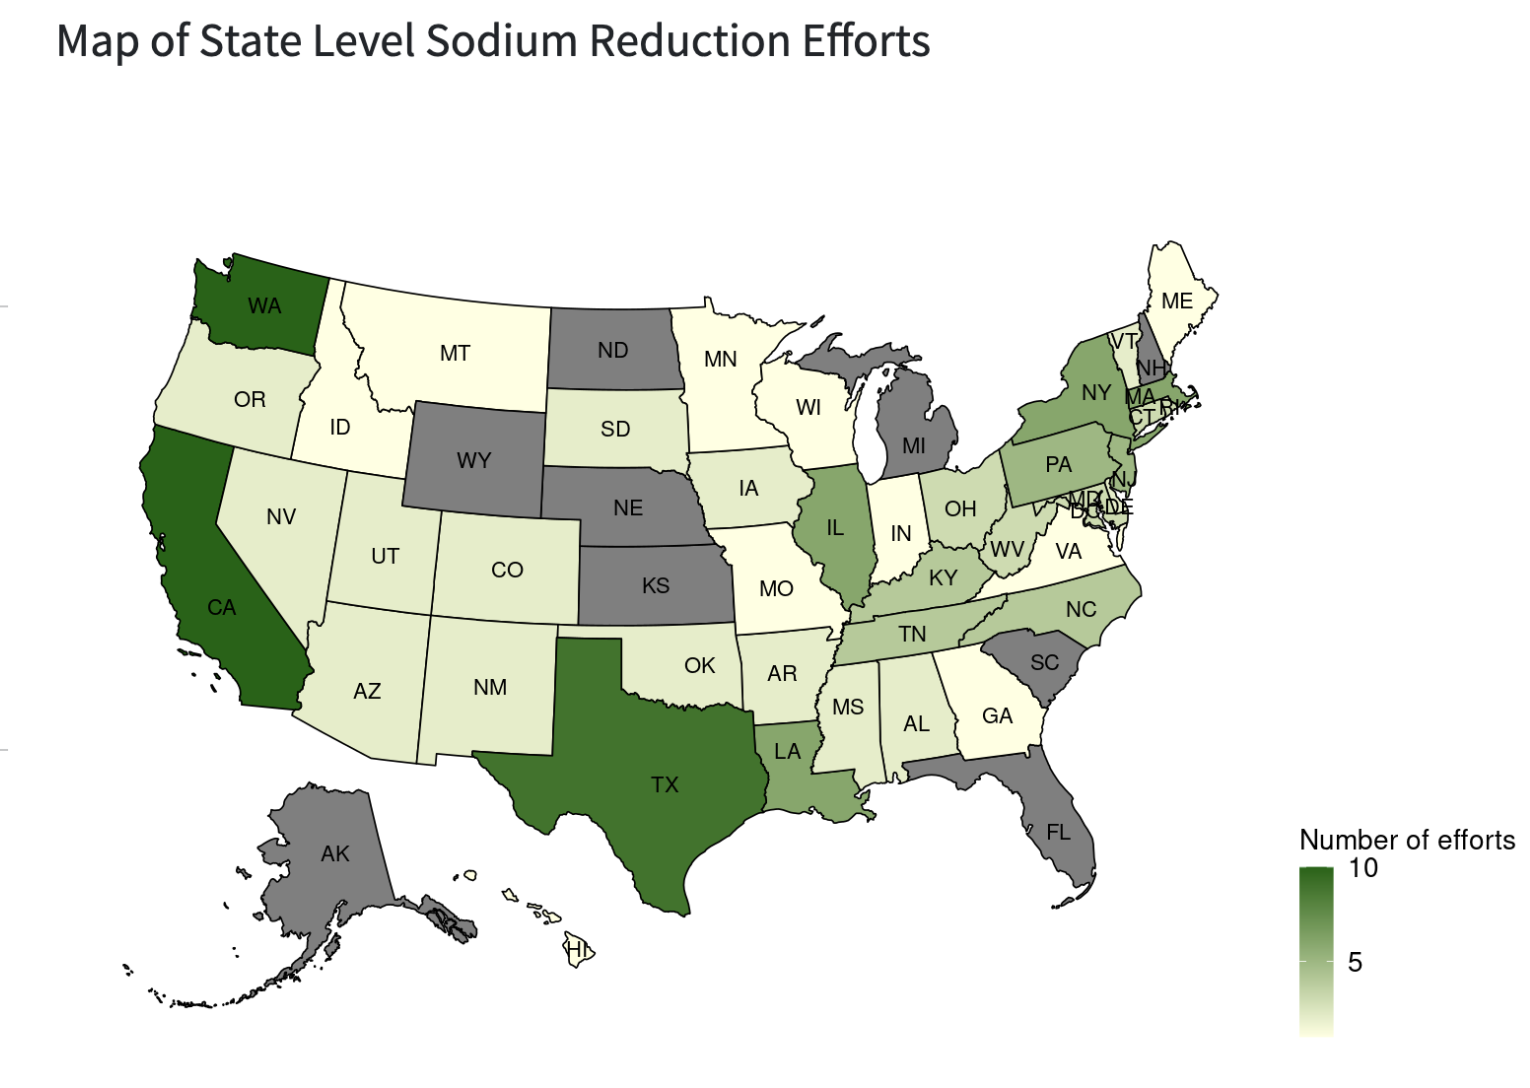 Map of State Level Sodium Reduction Efforts
WA
MT
ND
MN
ME
VT
NH
OR
ID
SD
WI
MI
NY
MA
RI
CT
WY
IA
PA
NJ
NE
MD
DE
DC
NV
UT
CO
KS
IL
IN
OH
WV
VA
CA
MO
KY
NC
TN
AZ
NM
OK
AR
SC
MS
AL
GA
LA
TX
FL
AK
HI
Number of efforts
10
5